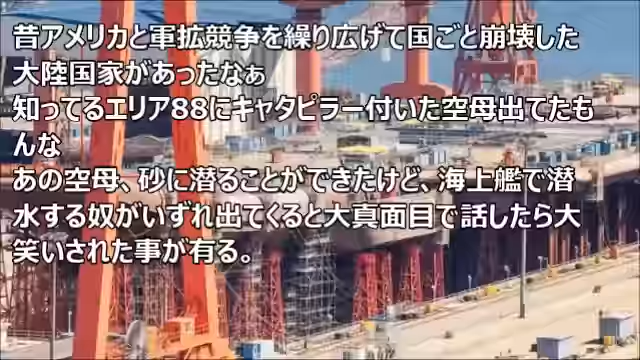 昔アメリカと軍拡競争を繰り広げて国ごと崩壊した
大陸国家があったなぁ
知ってるエリア88にキャタピラー付いた空母出てたも
んな
あの空母、砂に潜ることができたけど、海上艦で潜
水する奴がいずれ出てくると大真面目で話したら大
笑いされた事が有る。